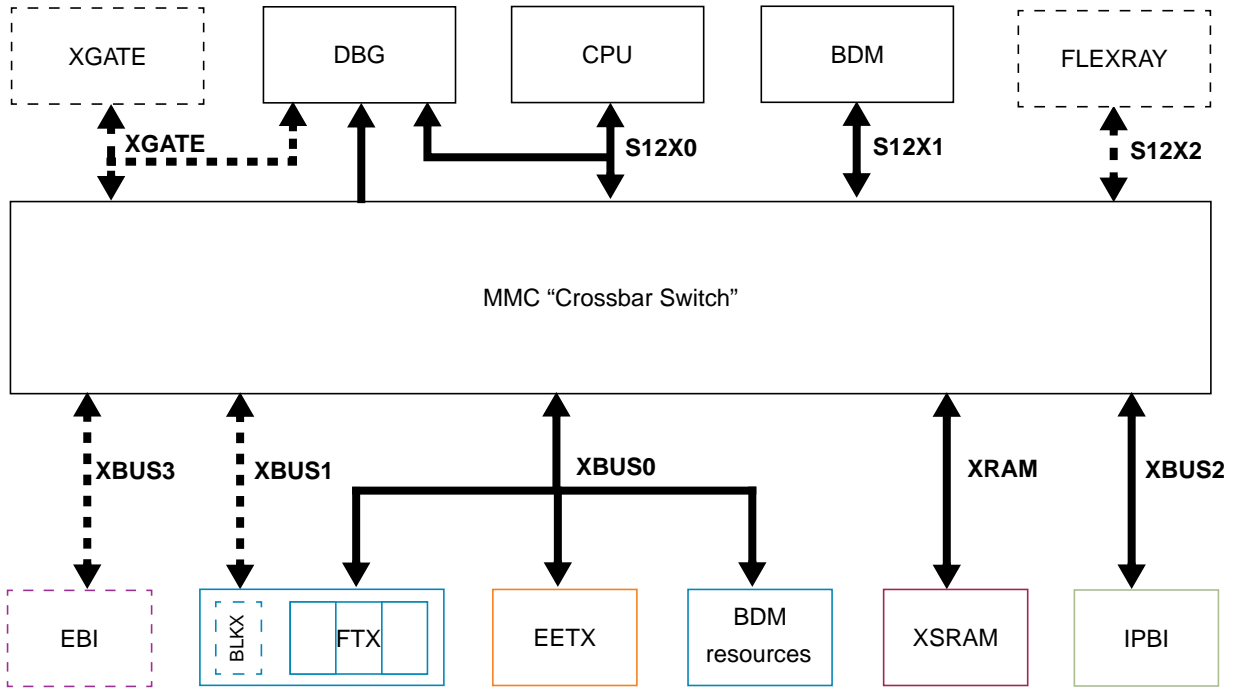 XGATE
DBG
CPU
BDM
FLEXRAY
XGATE
S12X0
S12X1
S12X2
MMC “Crossbar Switch”
XBUS3
XBUS1
XBUS0
XRAM
XBUS2
EBI
BLKX
FTX
EETX
BDM
resources
XSRAM
IPBI